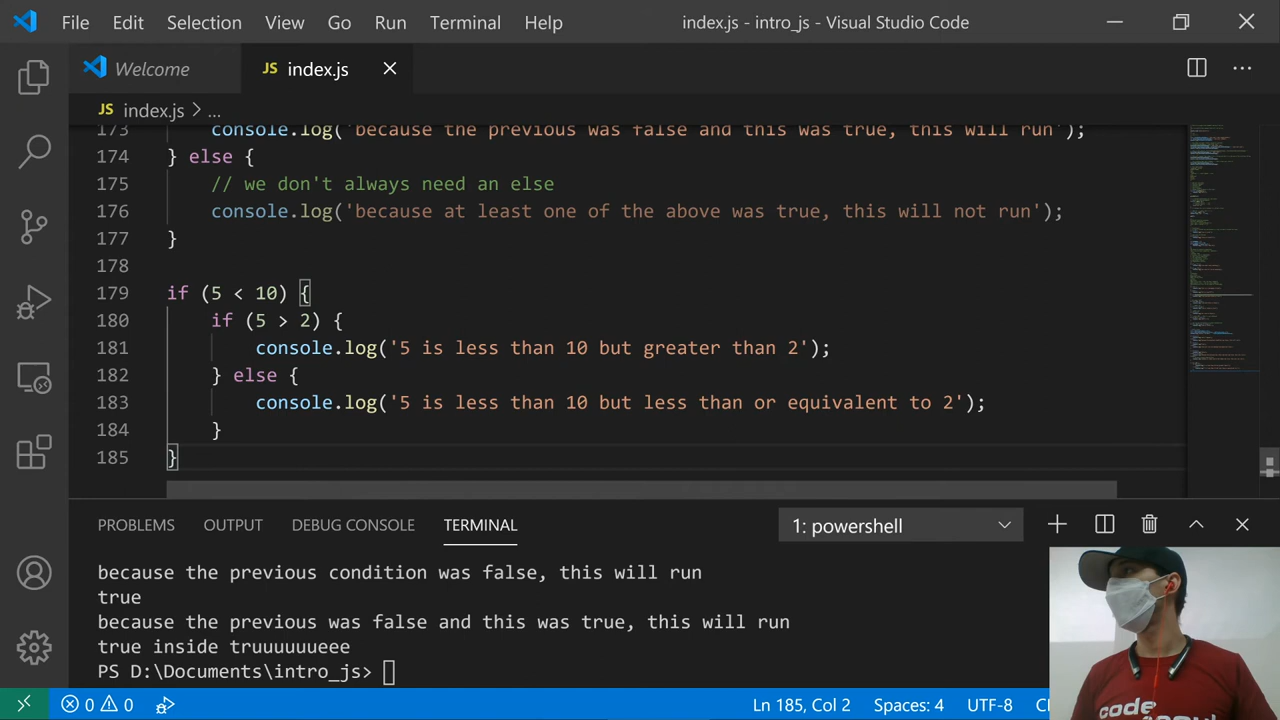 File Edit Selection View Go Run Terminal Help index.js - intro_js - Visual Studio Code
Welcome JS index.js
JS index.js > ...
173 console.log('because the previous was false and this was true, this will run');
174 } else {
175 // we don't always need an else
176 console.log('because at least one of the above was true, this will not run');
177 }
178
179 if (5 < 10) {
180 if (5 > 2) {
181 console.log('5 is less than 10 but greater than 2');
182 } else {
183 console.log('5 is less than 10 but less than or equivalent to 2');
184 }
185 }
PROBLEMS OUTPUT DEBUG CONSOLE TERMINAL 1: powershell
because the previous condition was false, this will run
true
because the previous was false and this was true, this will run
true inside truuuuuueee
PS D:\Documents\intro_js>
code
0 0 Ln 185, Col 2 Spaces: 4 UTF-8